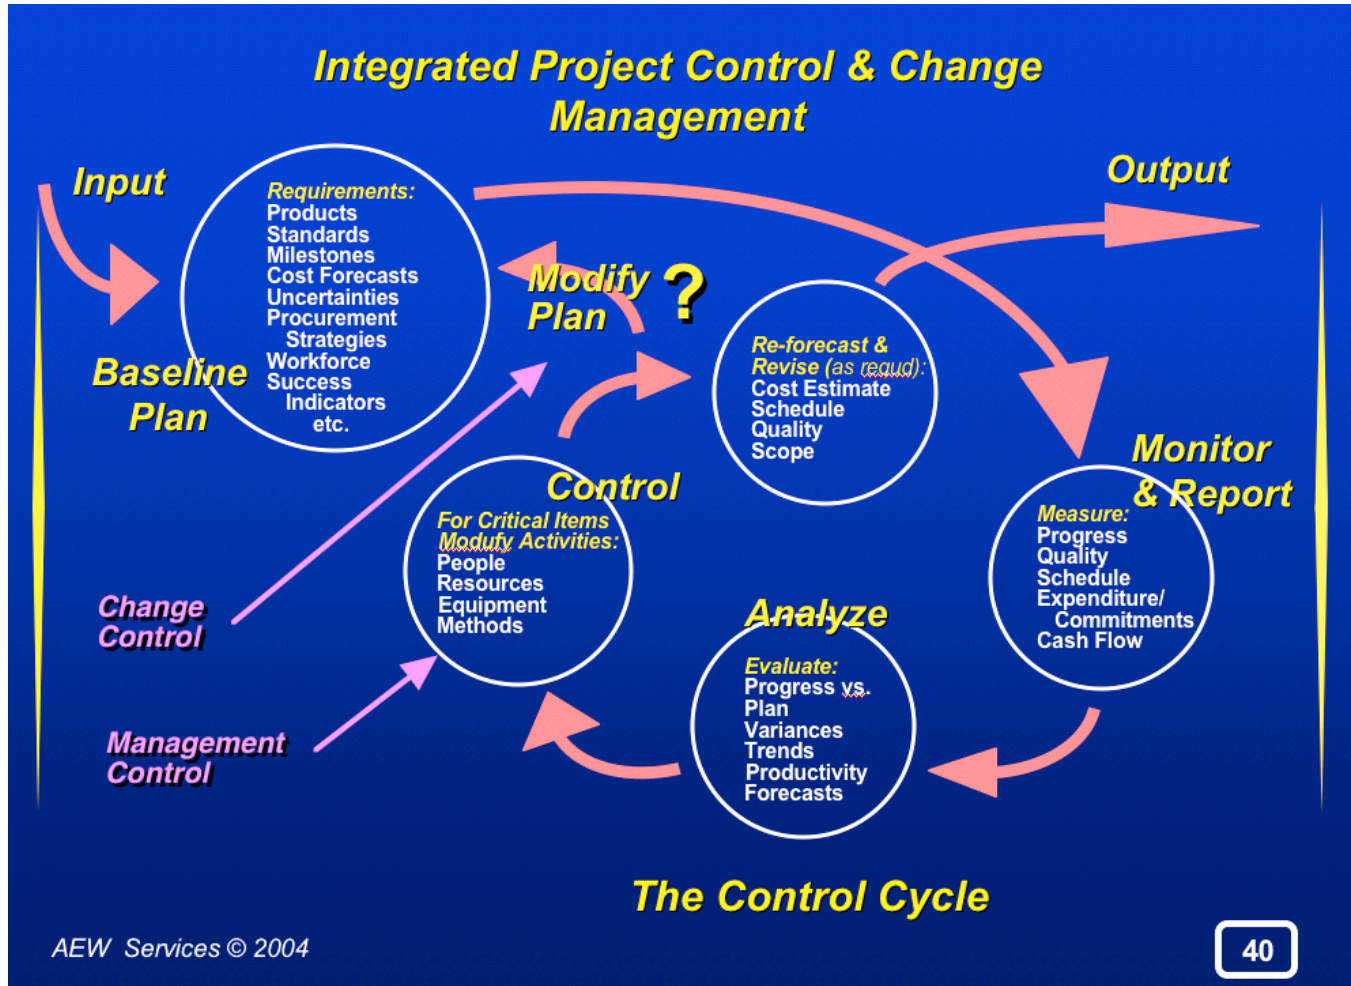 Integrated Project Control & Change
Management
Input
Output
Requirements:
Products
Standards
Milestones
Cost Forecasts
Uncertainties
Procurement
Strategies
Workforce
Success
Indicators
etc.
Baseline
Plan
Modify
Plan
?
Re-forecast &
Revise (as requd):
Cost Estimate
Schedule
Quality
Scope
Monitor
& Report
Measure:
Progress
Quality
Schedule
Expenditure/
Commitments
Cash Flow
Control
For Critical Items
Modufy Activities:
People
Resources
Equipment
Methods
Analyze
Evaluate:
Progress vs.
Plan
Variances
Trends
Productivity
Forecasts
Change
Control
Management
Control
The Control Cycle
AEW Services © 2004
40